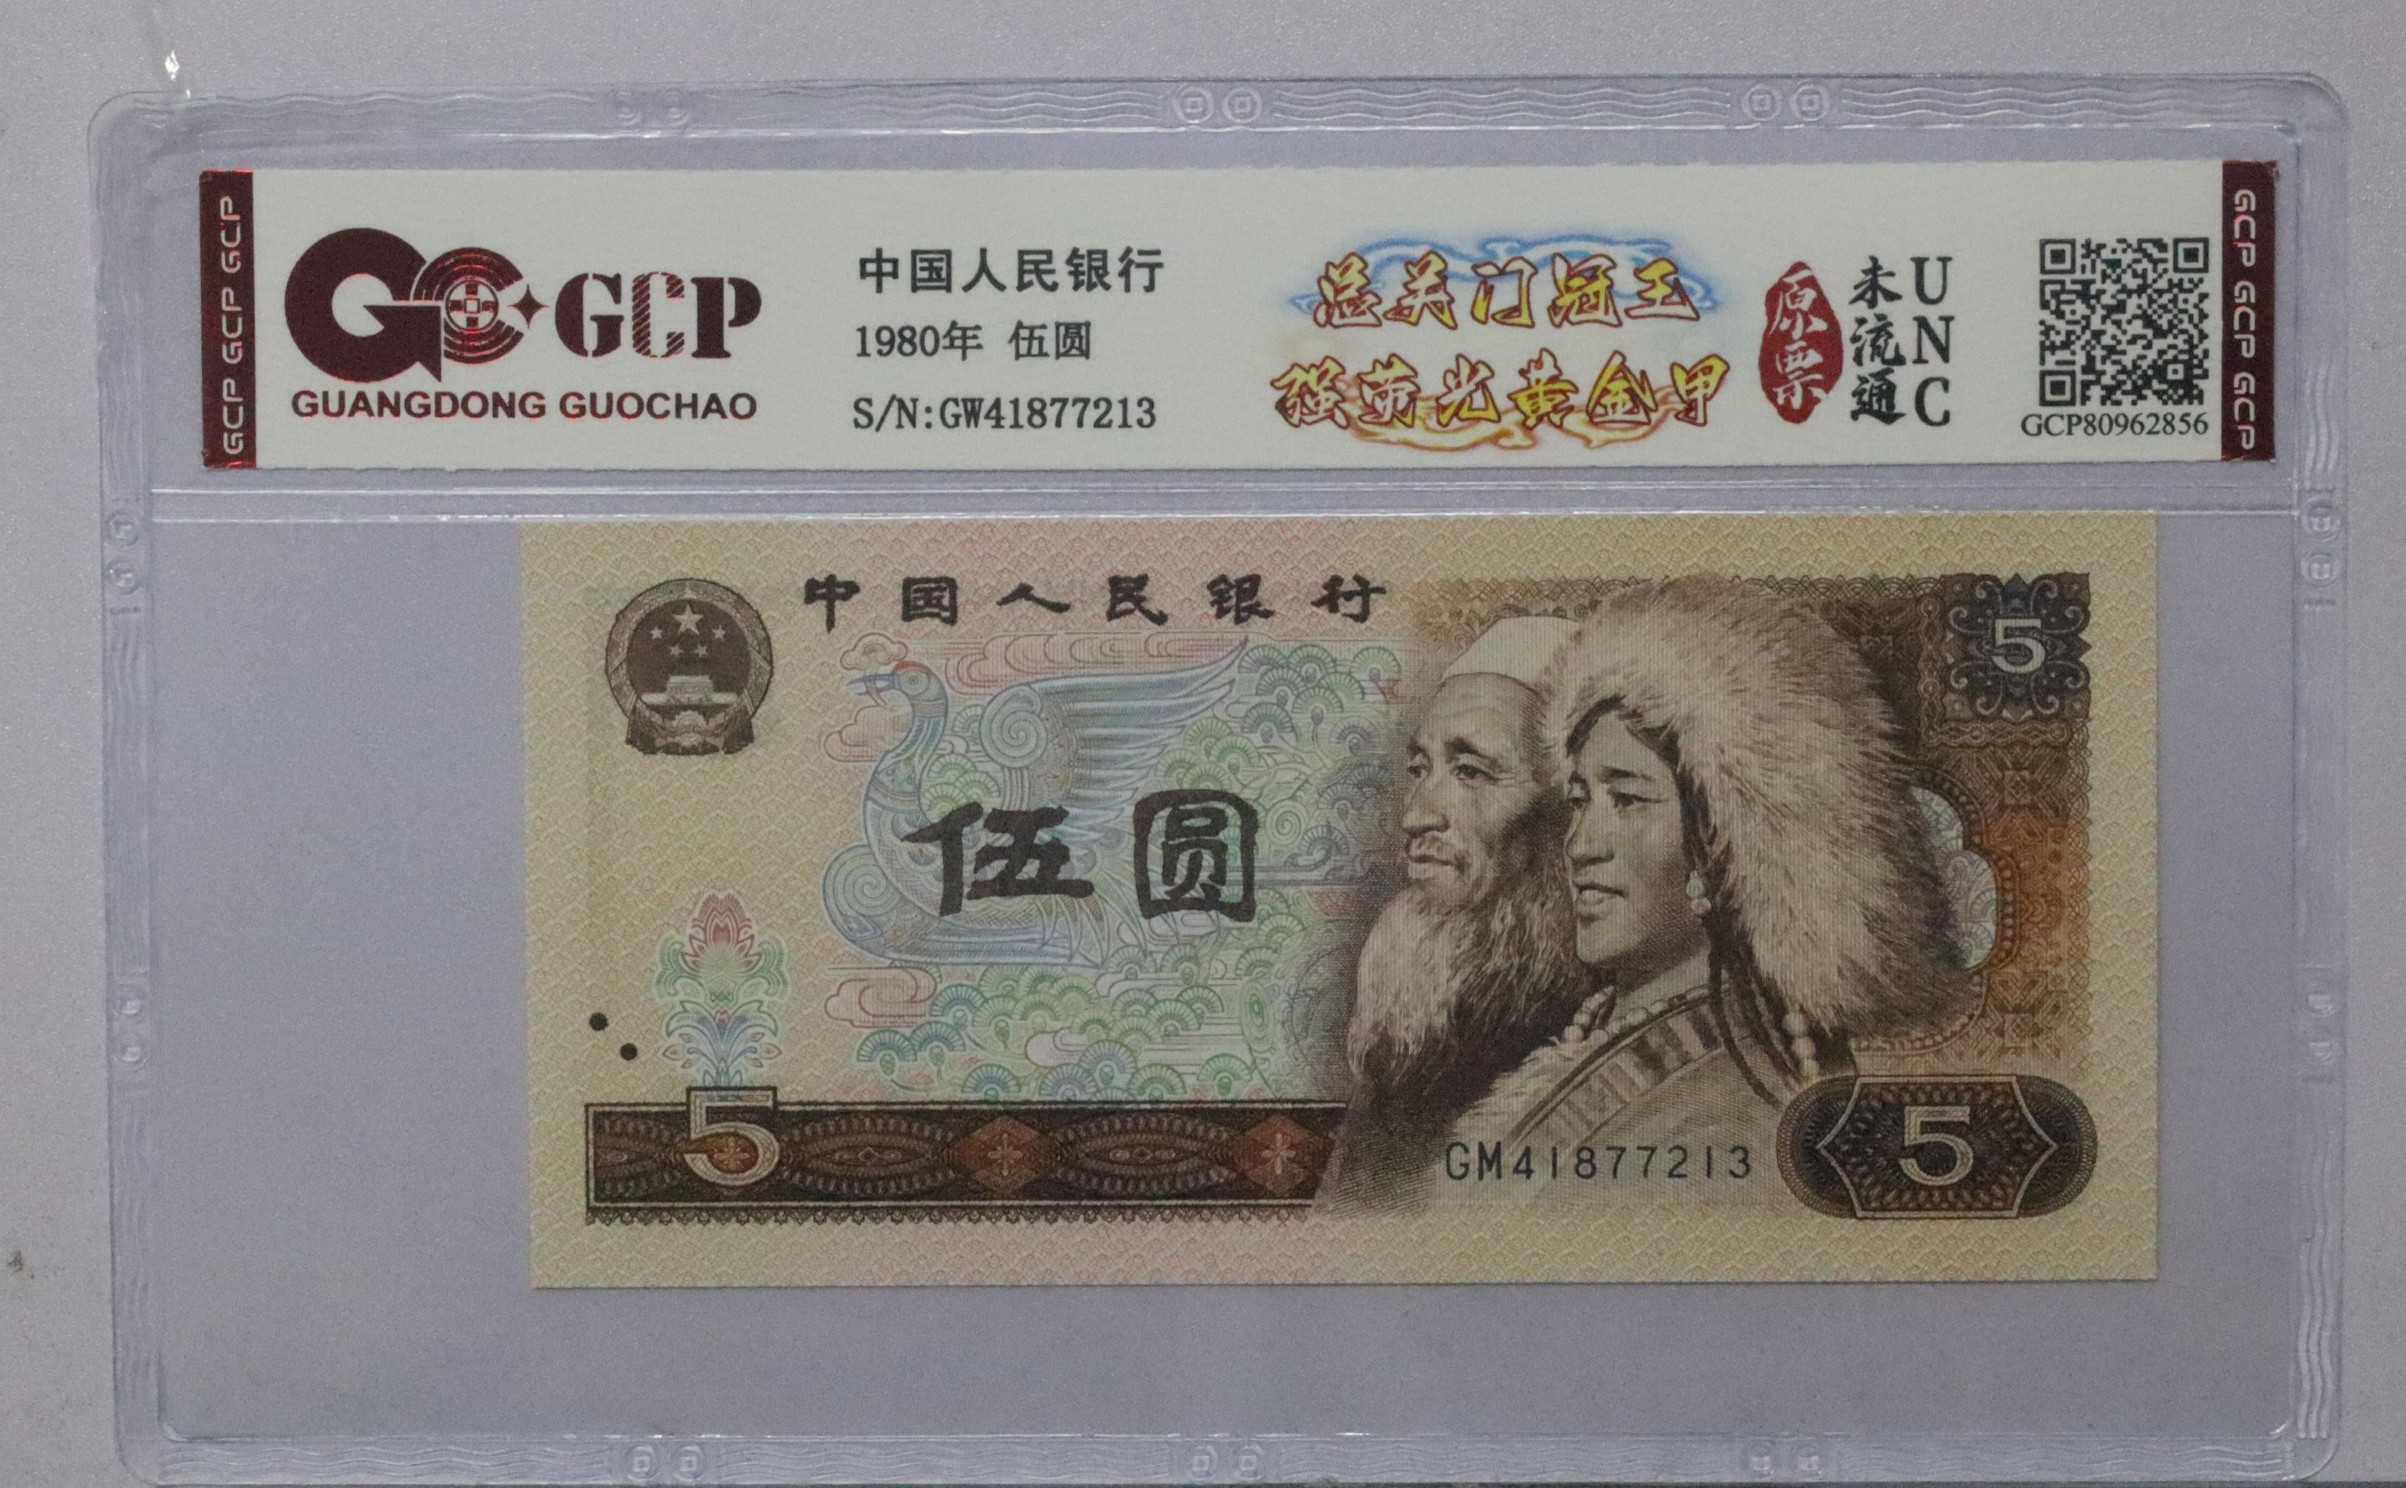 GCP GCP GCP
GCP
GUANGDONG GUOCHAO
中国人民银行
1980年 伍圆
S/N:GW41877213
总关门冠王
强荧光黄金甲
原票
未流通
UNC
GCP80962856
GCP GCP GCP
中国人民银行
5
伍圆
5
GM41877213
5